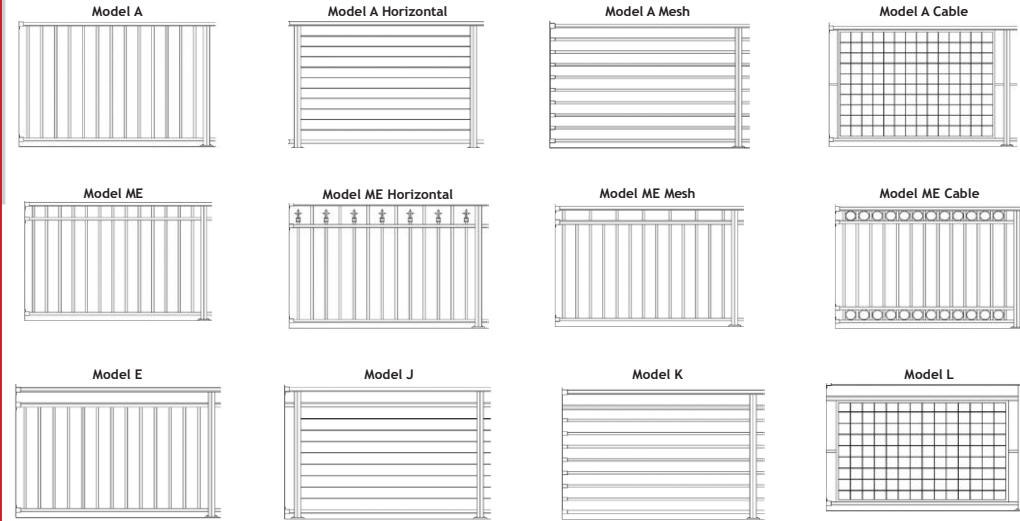 Model A
Model A Horizontal
Model A Mesh
Model A Cable
Model ME
Model ME Horizontal
Model ME Mesh
Model ME Cable
Model E
Model J
Model K
Model L